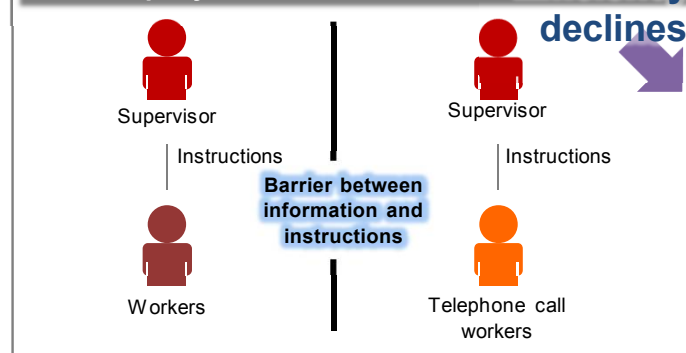 declines
Supervisor
Supervisor
Instructions
Instructions
Barrier between
information and
instructions
Workers
Telephone call
workers